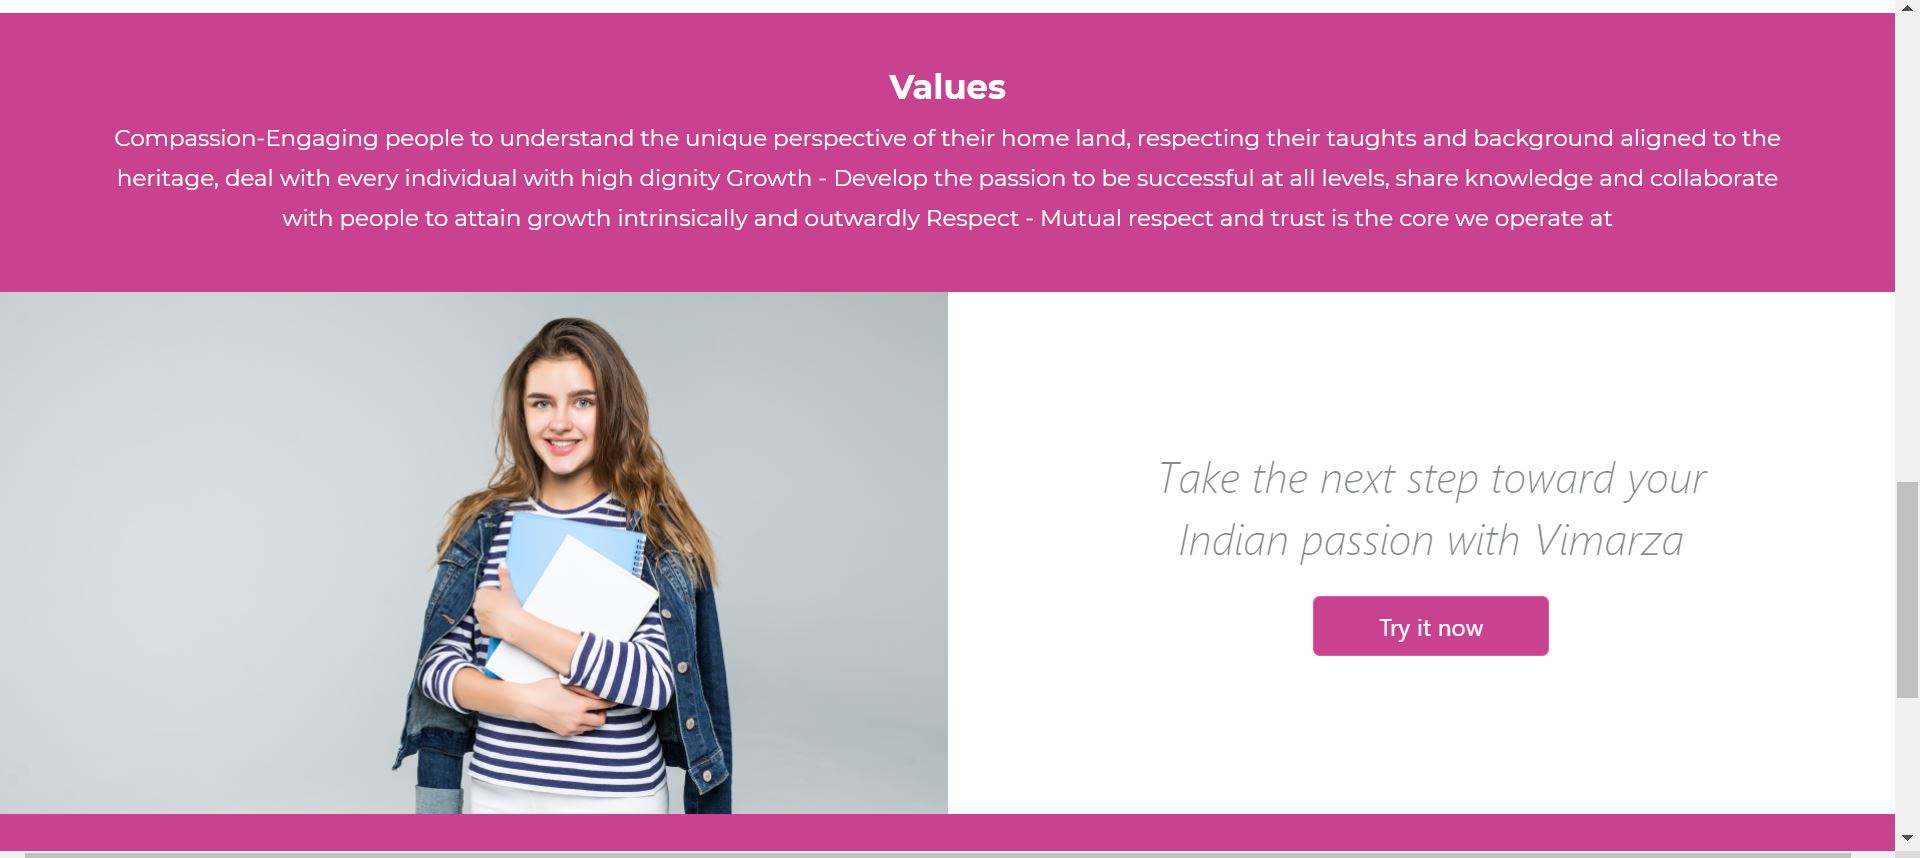 Values
Compassion-Engaging people to understand the unique perspective of their home land, respecting their taughts and background aligned to the
heritage, deal with every individual with high dignity Growth - Develop the passion to be successful at all levels, share knowledge and collaborate
with people to attain growth intrinsically and outwardly Respect - Mutual respect and trust is the core we operate at
Take the next step toward your
Indian passion with Vimarza
Try it now